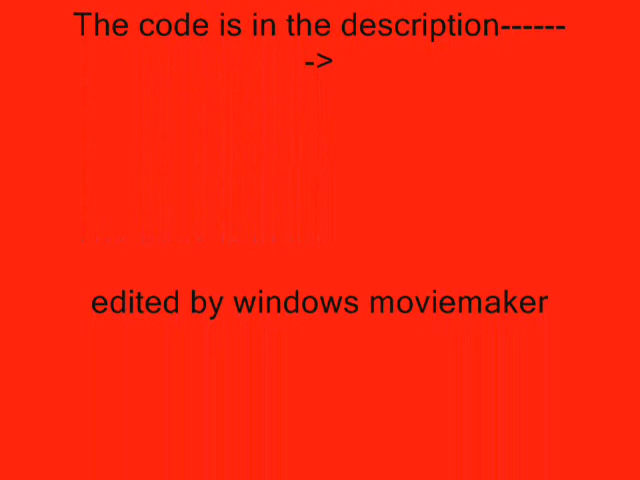 The code is in the description------
->
edited by windows moviemaker